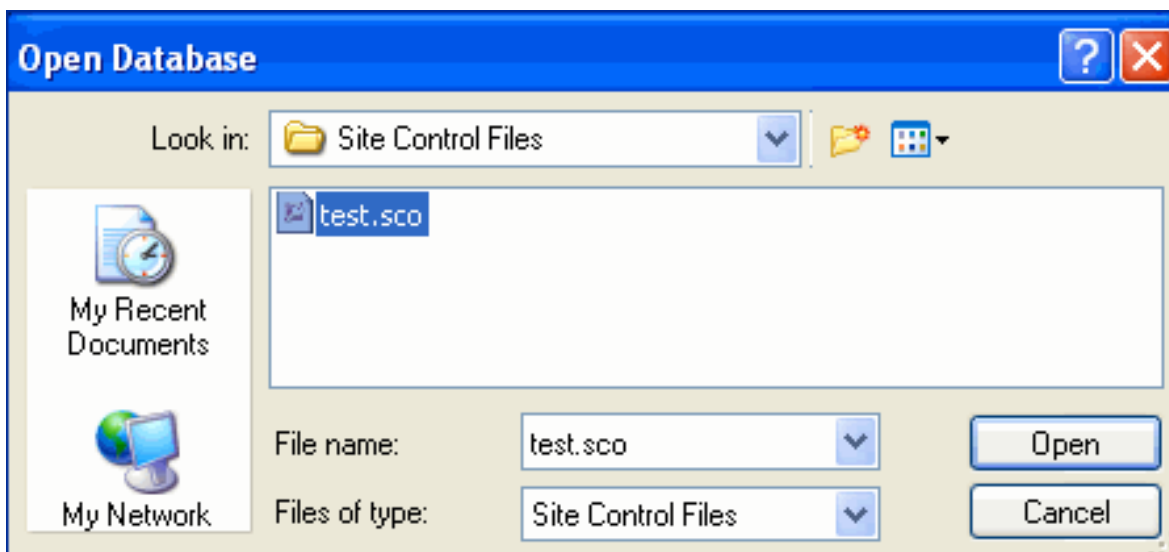 Open Database
Look in: Site Control Files
test.sco
My Recent
Documents
My Network
File name: test.sco
Open
Files of type: Site Control Files
Cancel